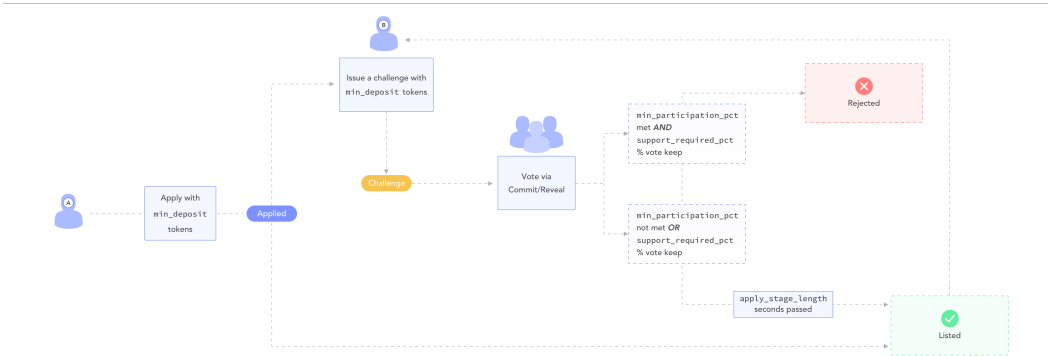 B
Issue a challenge with
min_deposit tokens
Rejected
min_participation_pct
met AND
support_required_pct
% vote keep
Vote via
Commit/Reveal
Challenge
A
Apply with
min_deposit
tokens
Applied
min_participation_pct
not met OR
support_required_pct
% vote keep
apply_stage_length
seconds passed
Listed